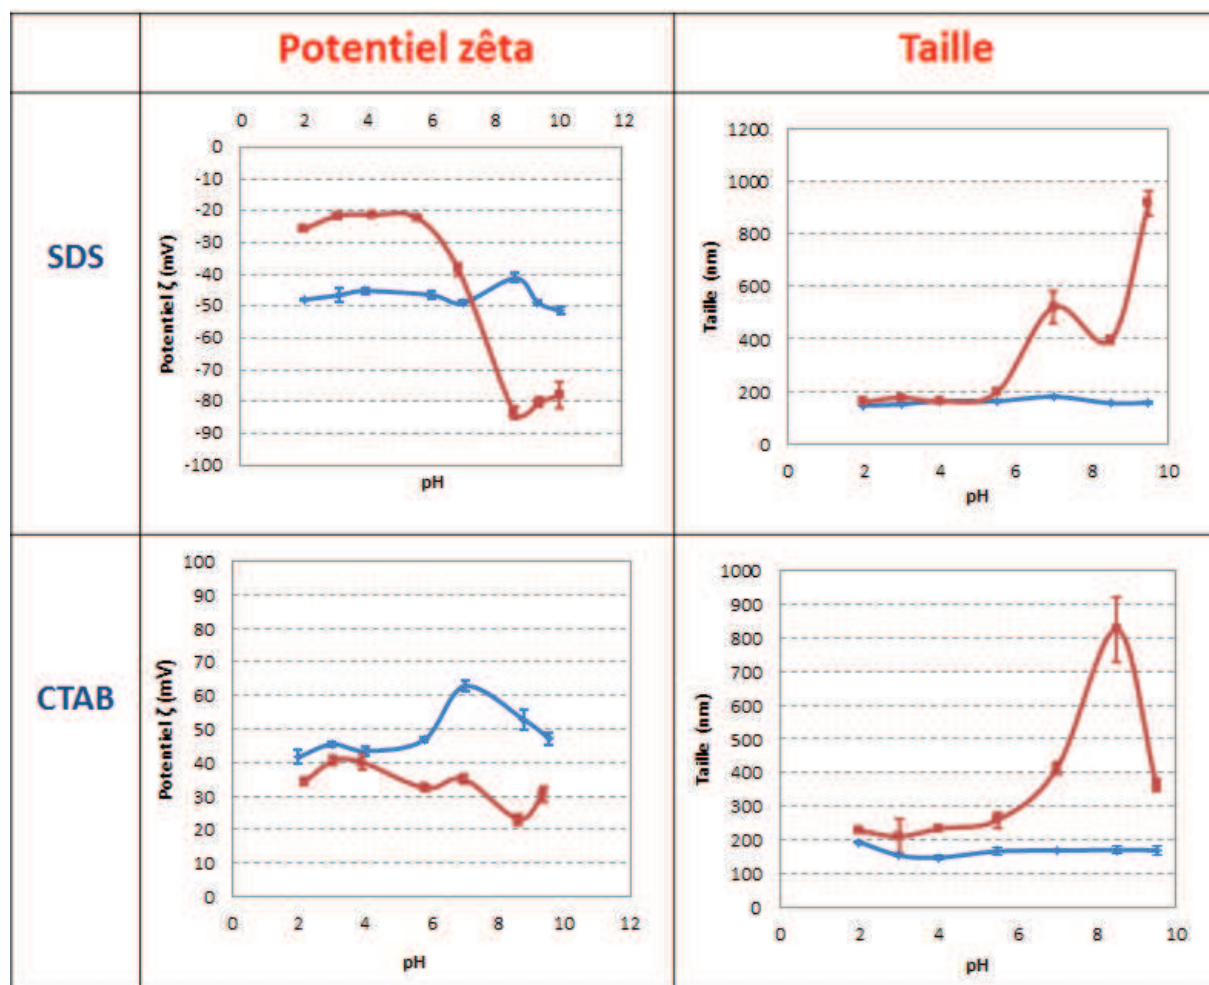 Potentiel zêta
Taille
SDS
0 2 4 6 8 10 12
0
-10
-20
-30
-40
-50
-60
-70
-80
-90
-100
Potentiel ζ (mV)
pH
1200
1000
800
600
400
200
0
Taille (nm)
0 2 4 6 8 10
pH
CTAB
100
90
80
70
60
50
40
30
20
10
0
Potentiel ζ (mV)
0 2 4 6 8 10 12
pH
1000
900
800
700
600
500
400
300
200
100
0
Taille (nm)
0 2 4 6 8 10
pH